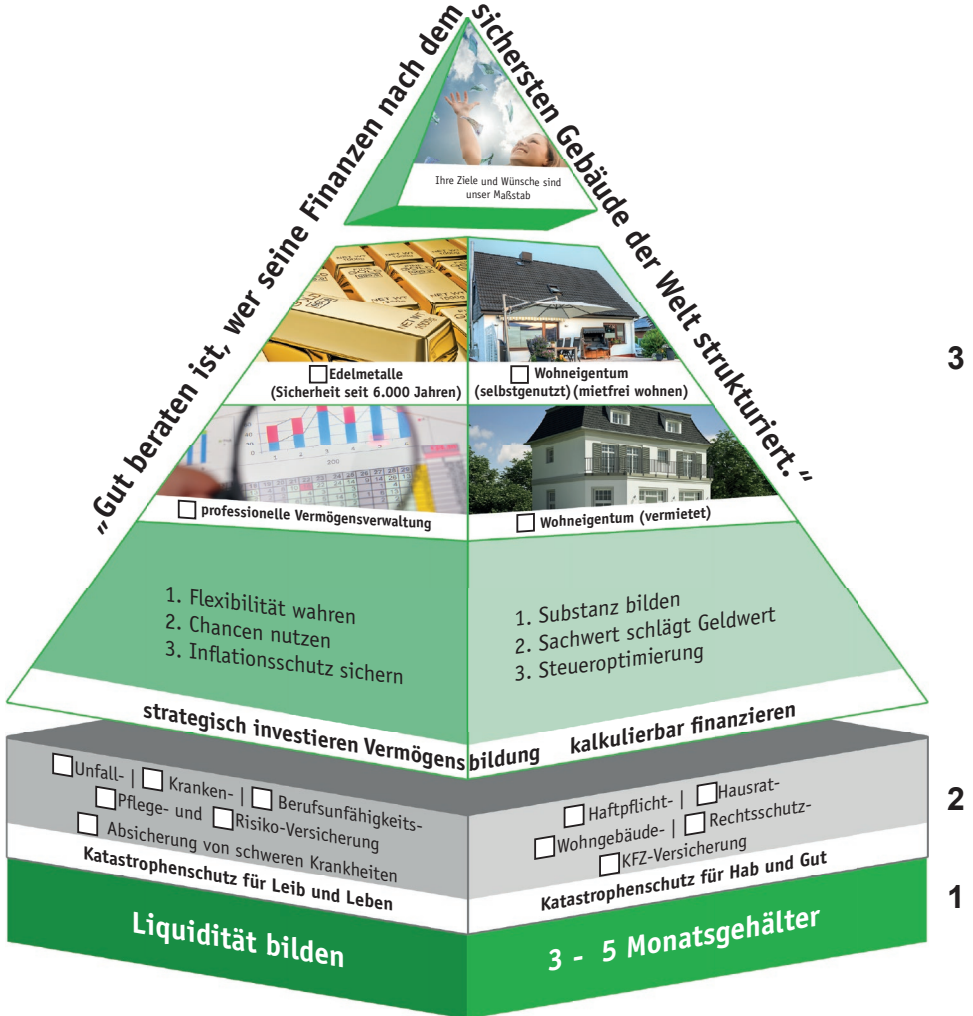 „Gut beraten ist, wer seine Finanzen nach dem sichersten Gebäude der Welt strukturiert.“
Ihre Ziele und Wünsche sind
unser Maßstab
3
Edelmetalle
(Sicherheit seit 6.000 Jahren)
Wohneigentum
(selbstgenutzt) (mietfrei wohnen)
professionelle Vermögensverwaltung
Wohneigentum (vermietet)
1. Flexibilität wahren
2. Chancen nutzen
3. Inflationsschutz sichern
1. Substanz bilden
2. Sachwert schlägt Geldwert
3. Steueroptimierung
strategisch investieren Vermögensbildung kalkulierbar finanzieren
2
Unfall- | Kranken- | Berufsunfähigkeits-
Pflege- und Risiko-Versicherung
Absicherung von schweren Krankheiten
Katastrophenschutz für Leib und Leben
Haftpflicht- | Hausrat-
Wohngebäude- | Rechtsschutz-
KFZ-Versicherung
Katastrophenschutz für Hab und Gut
1
Liquidität bilden
3 - 5 Monatsgehälter